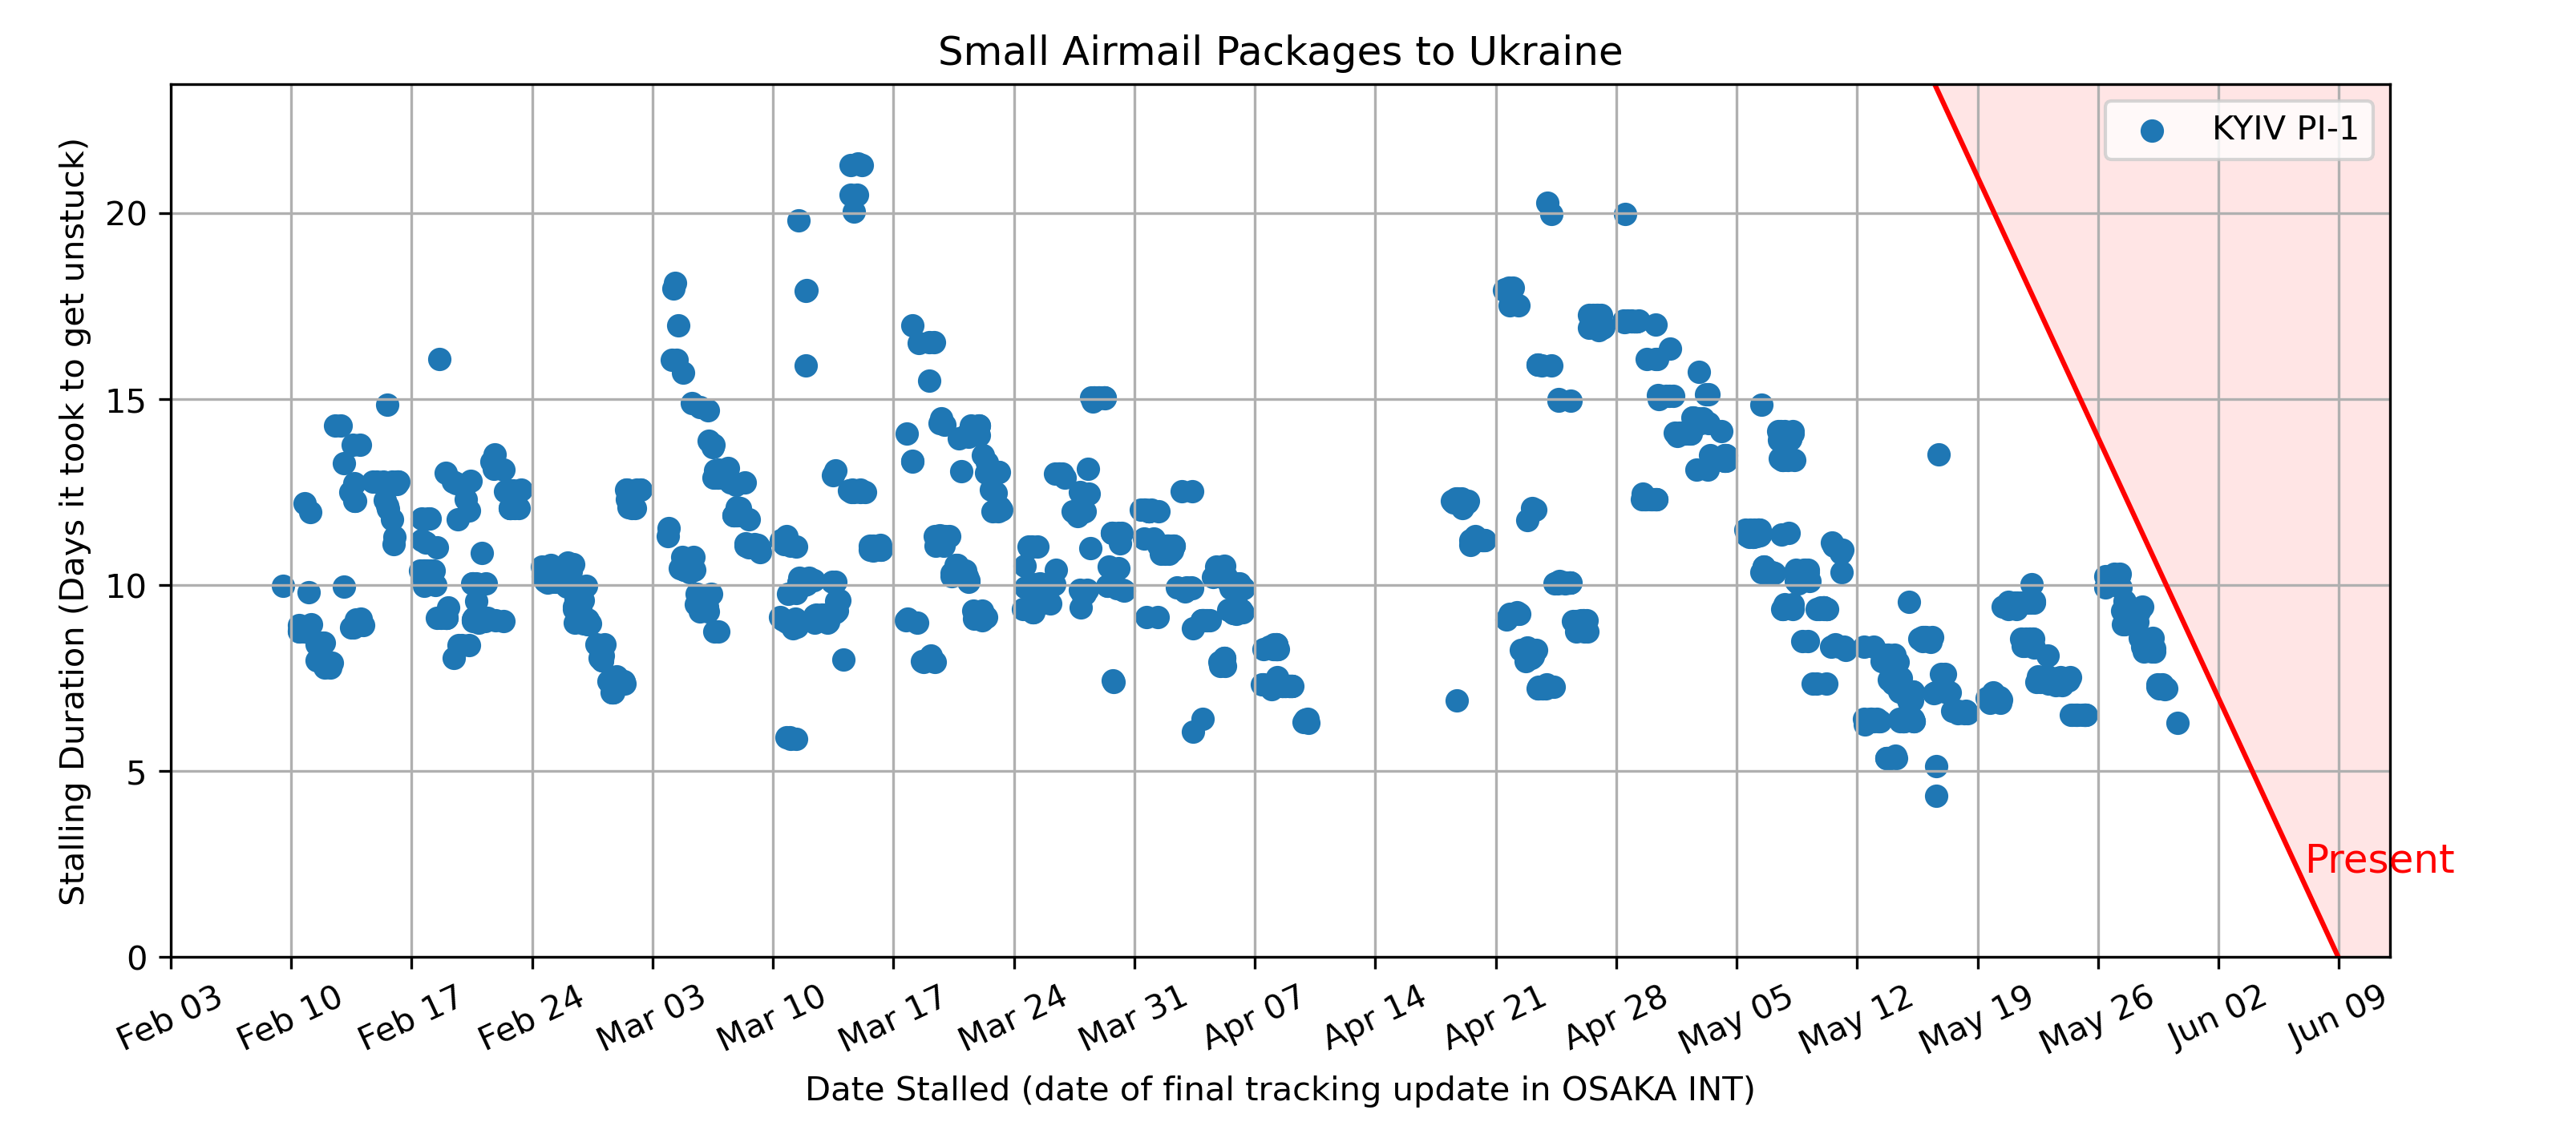 Small Airmail Packages to Ukraine
KYIV PI-1
Stalling Duration (Days it took to get unstuck)
20
15
10
5
0
Present
Feb 03
Feb 10
Feb 17
Feb 24
Mar 03
Mar 10
Mar 17
Mar 24
Mar 31
Apr 07
Apr 14
Apr 21
Apr 28
May 05
May 12
May 19
May 26
Jun 02
Jun 09
Date Stalled (date of final tracking update in OSAKA INT)